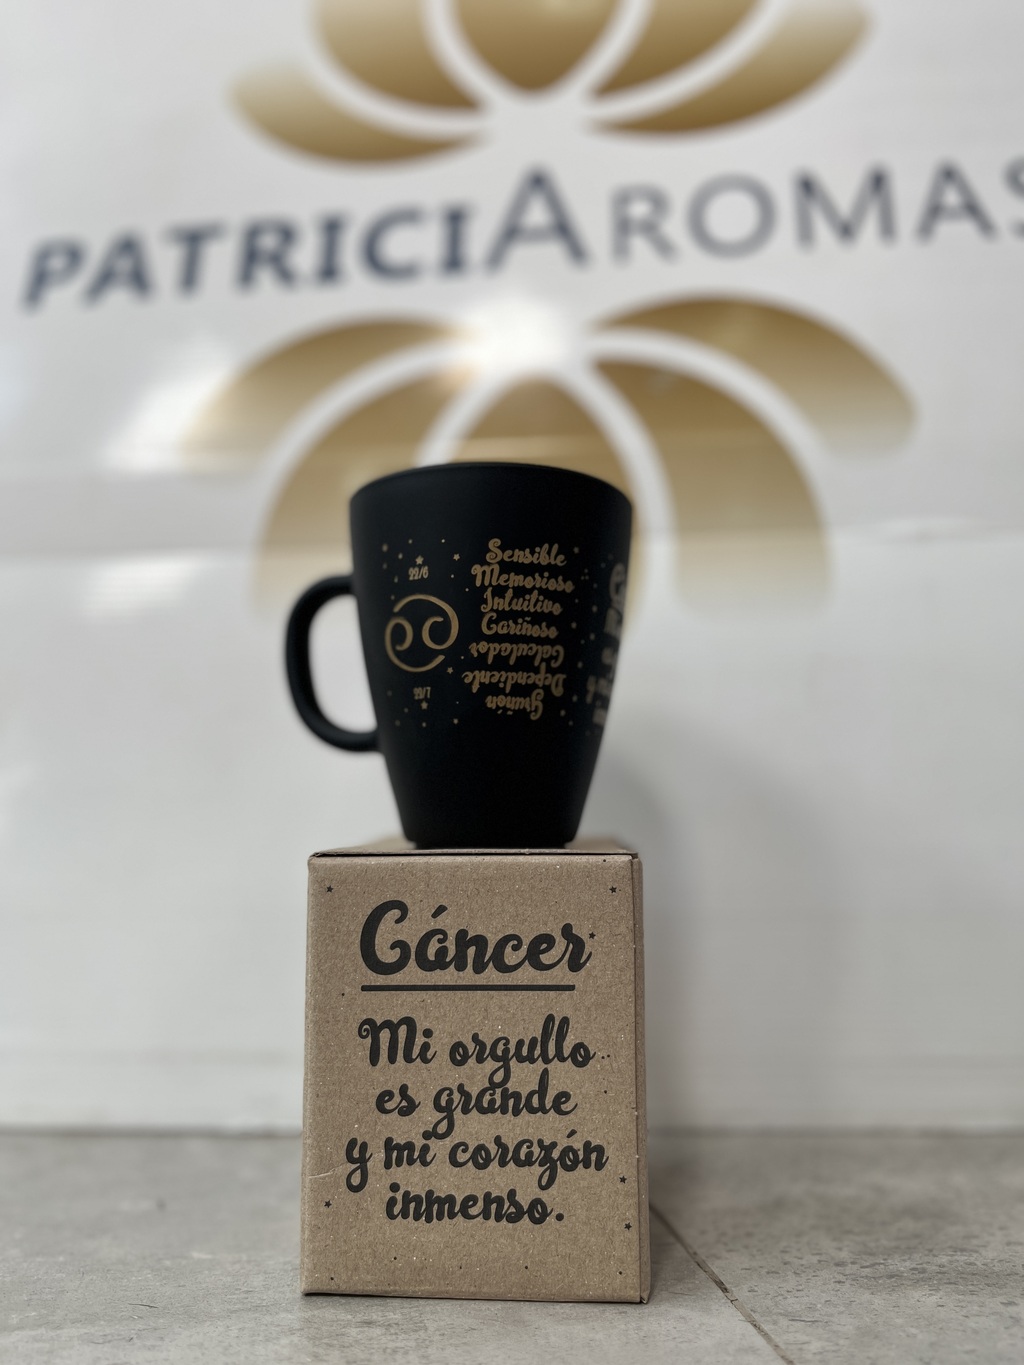 PATRICIAROMAS
22/6
22/7
Sensible
Memorioso
Intuitivo
Cariñoso
Calculador
Dependiente
Gruñón
Cáncer
Mi orgullo
es grande
y mi corazón
inmenso.